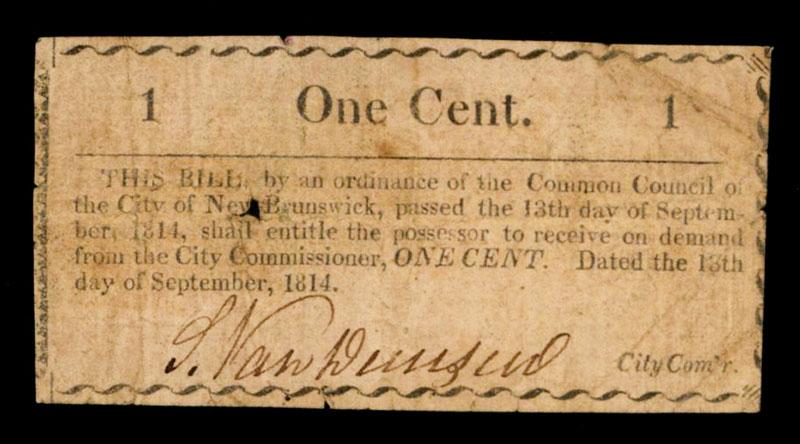 1 One Cent. 1
THIS BILL, by an ordinance of the Common Council of
the City of New Brunswick, passed the 13th day of Septem-
ber, 1814, shall entitle the possessor to receive on demand
from the City Commissioner, ONE CENT. Dated the 13th
day of September, 1814.
S. Van
City Com'r.